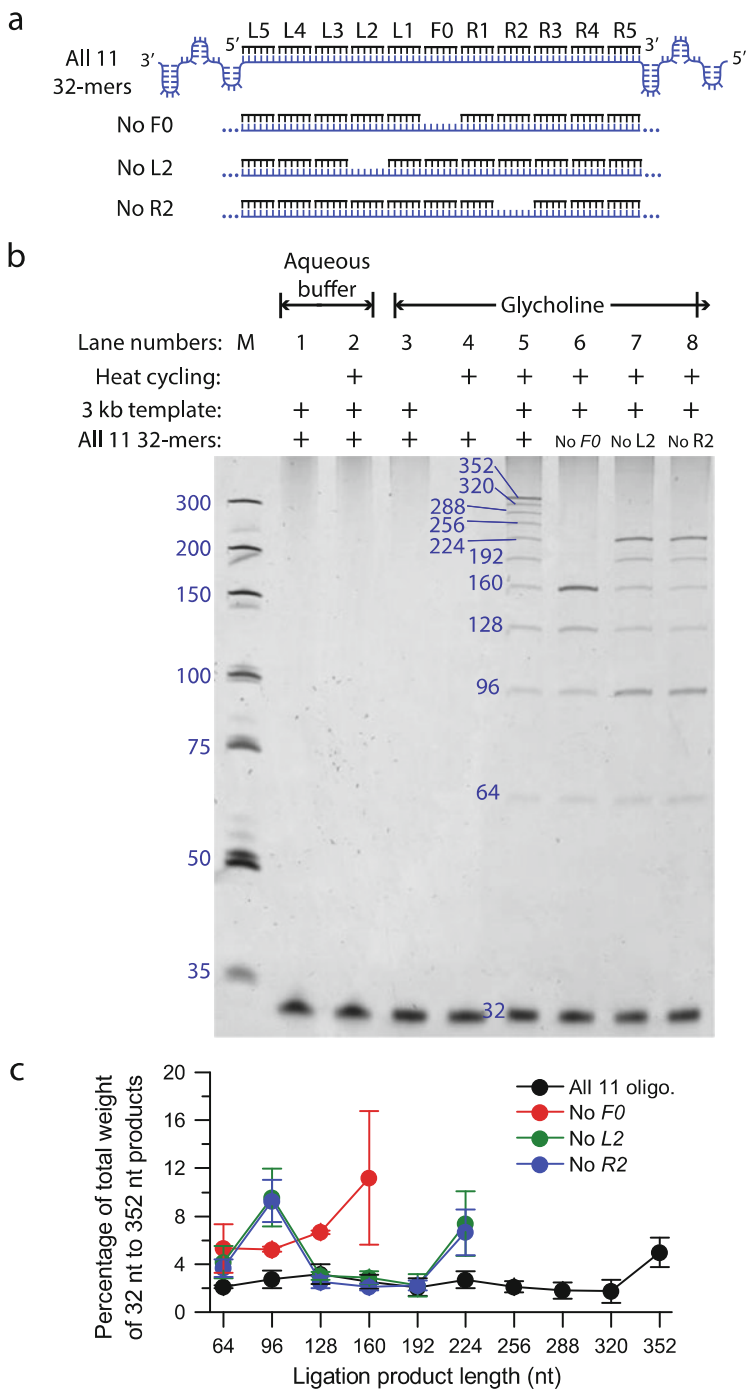 a
L5 L4 L3 L2 L1 F0 R1 R2 R3 R4 R5
All 11
32-mers
3’ 5’ 3’ 5’
No F0
No L2
No R2
b
Aqueous
buffer
Glycholine
Lane numbers: M 1 2 3 4 5 6 7 8
Heat cycling: + + + + + +
3 kb template: + + + + + + +
All 11 32-mers: + + + + + No F0 No L2 No R2
352
320
300
288
256
200
224
192
150
160
128
100
96
75
64
50
35
32
c
Percentage of total weight
of 32 nt to 352 nt products
20
16
12
8
4
0
All 11 oligo.
No F0
No L2
No R2
64 96 128 160 192 224 256 288 320 352
Ligation product length (nt)